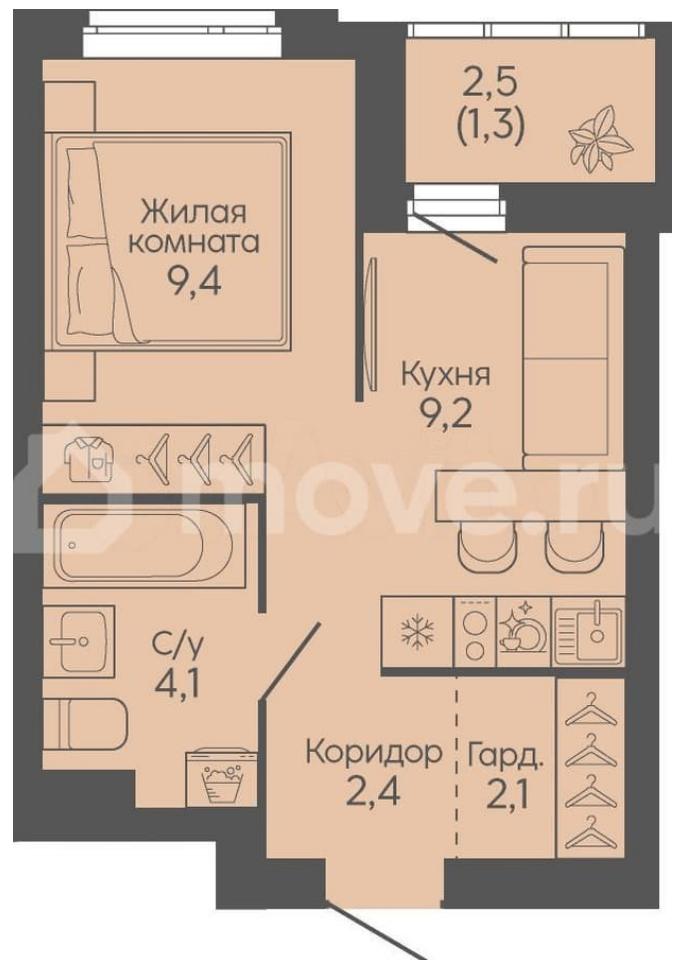 2,5
(1,3)
Жилая
комната
9,4
Кухня
9,2
move.ru
С/у
4,1
Коридор
2,4
Гард.
2,1